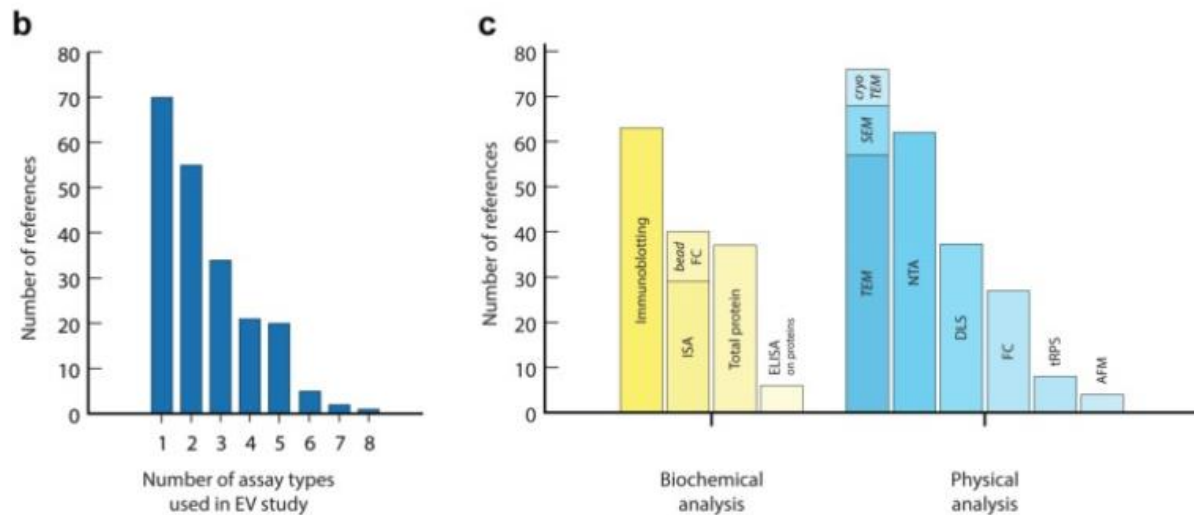 b
80
70
60
50
40
30
20
10
0
Number of references
1 2 3 4 5 6 7 8
Number of assay types
used in EV study
c
80
70
60
50
40
30
20
10
0
Number of references
Immunoblotting
bead
FC
ISA
Total protein
ELISA
on proteins
cryo
TEM
SEM
TEM
NTA
DLS
FC
tRPS
AFM
Biochemical
analysis
Physical
analysis